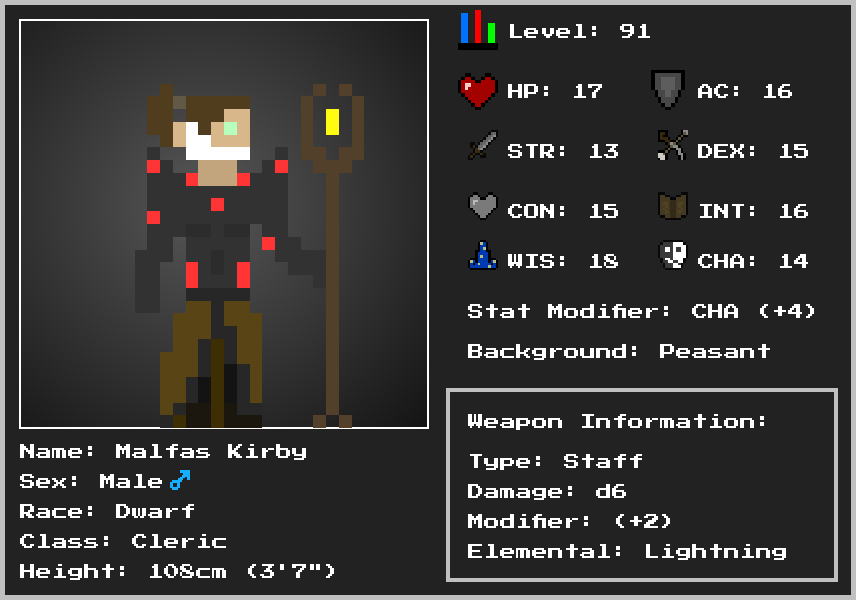 Level: 91
HP: 17
AC: 16
STR: 13
DEX: 15
CON: 15
INT: 16
WIS: 18
CHA: 14
Stat Modifier: CHA (+4)
Background: Peasant
Weapon Information:
Type: Staff
Damage: d6
Modifier: (+2)
Elemental: Lightning
Name: Malfas Kirby
Sex: Male ♂
Race: Dwarf
Class: Cleric
Height: 108cm (3'7")